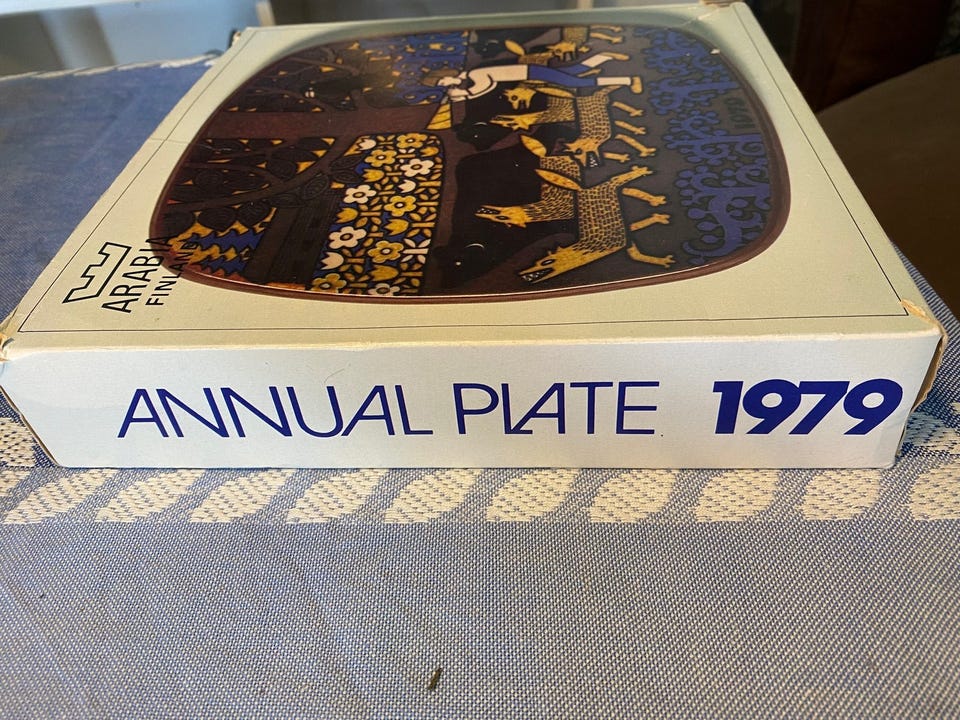 ARABIA
FINLAND
ANNUAL PLATE 1979